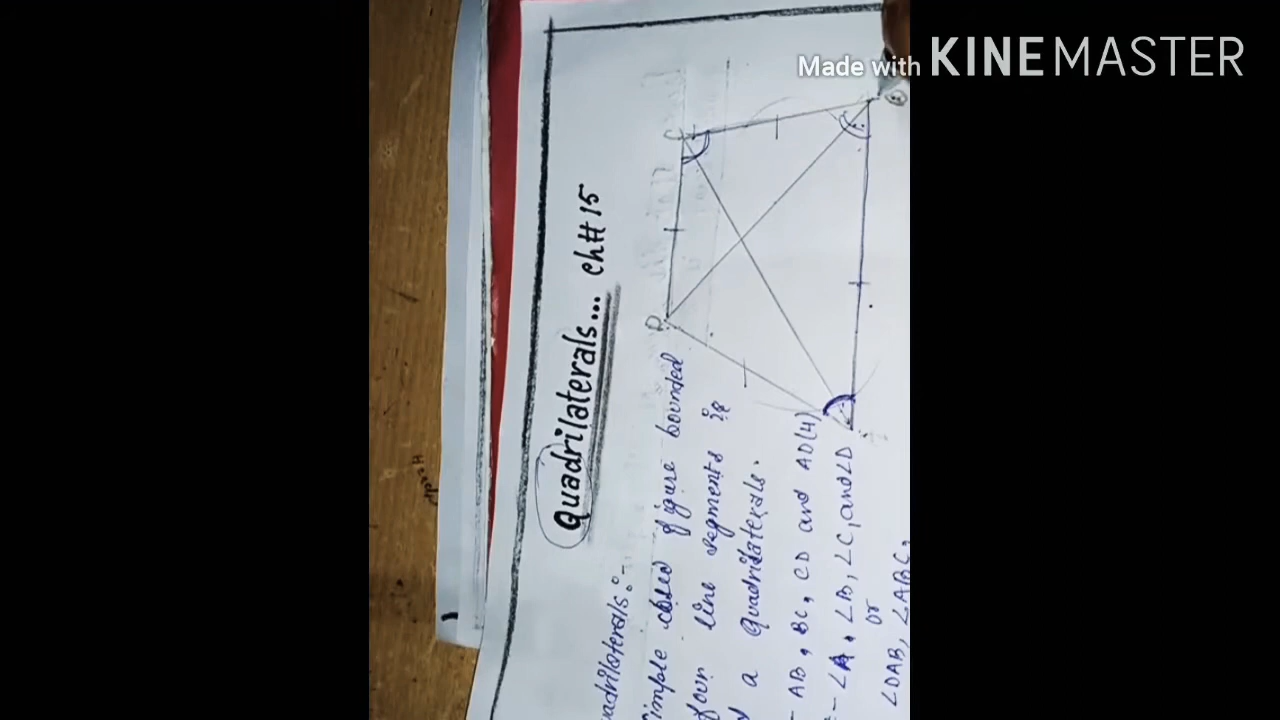 Made with KINEMASTER
Quadrilaterals... ch# 15
uadrilaterals:-
imple closed figure bounded
four line segments is
a Quadrilaterals.
AB, BC, CD and AD(4)
- ∠A, ∠B, ∠C, and ∠D
or
∠DAB, ∠ABC,
D
C
B